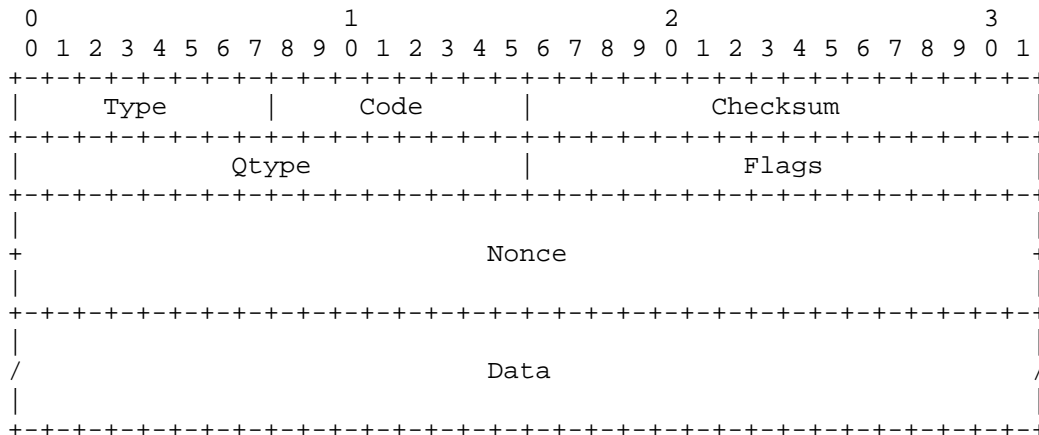 0                   1                   2                   3
 0 1 2 3 4 5 6 7 8 9 0 1 2 3 4 5 6 7 8 9 0 1 2 3 4 5 6 7 8 9 0 1
+-+-+-+-+-+-+-+-+-+-+-+-+-+-+-+-+-+-+-+-+-+-+-+-+-+-+-+-+-+-+-+-+
|     Type      |     Code      |           Checksum            |
+-+-+-+-+-+-+-+-+-+-+-+-+-+-+-+-+-+-+-+-+-+-+-+-+-+-+-+-+-+-+-+-+
|             Qtype             |             Flags             |
+-+-+-+-+-+-+-+-+-+-+-+-+-+-+-+-+-+-+-+-+-+-+-+-+-+-+-+-+-+-+-+-+
|                                                               |
+                             Nonce                             +
|                                                               |
+-+-+-+-+-+-+-+-+-+-+-+-+-+-+-+-+-+-+-+-+-+-+-+-+-+-+-+-+-+-+-+-+
|                                                               |
/                             Data                              /
|                                                               |
+-+-+-+-+-+-+-+-+-+-+-+-+-+-+-+-+-+-+-+-+-+-+-+-+-+-+-+-+-+-+-+-+